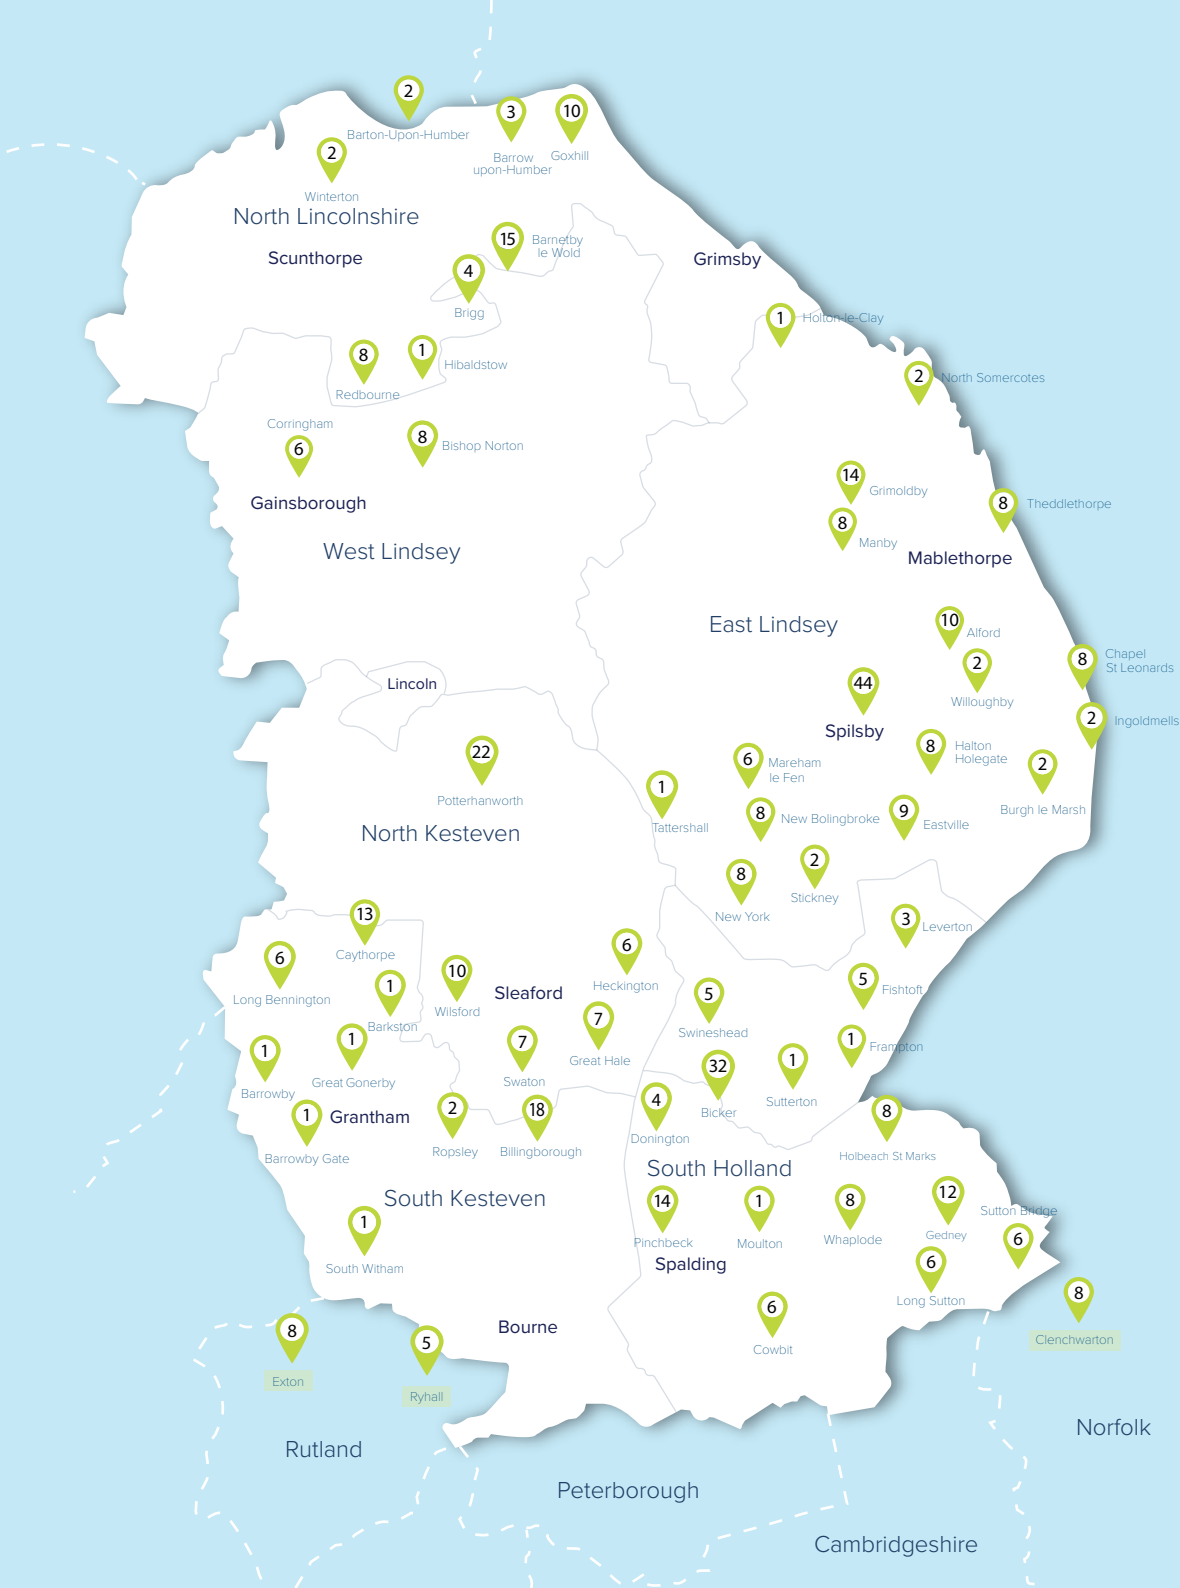 2
Barton-Upon-Humber
3
Barrow
upon-Humber
10
Goxhill
2
Winterton
North Lincolnshire
Scunthorpe
15
Barnetby
le Wold
4
Brigg
Grimsby
1
Holton-le-Clay
8
Redbourne
1
Hibaldstow
2
North Somercotes
Corringham
6
8
Bishop Norton
Gainsborough
14
Grimoldby
8
Theddlethorpe
8
Manby
West Lindsey
Mablethorpe
East Lindsey
10
Alford
2
Willoughby
8
Chapel
St Leonards
Lincoln
44
Spilsby
2
Ingoldmells
22
Potterhanworth
8
Halton
Holegate
6
Mareham
le Fen
2
Burgh le Marsh
1
Tattershall
8
New Bolingbroke
9
Eastville
North Kesteven
8
New York
2
Stickney
13
Caythorpe
3
Leverton
6
Long Bennington
1
Barkston
10
Wilsford
Sleaford
6
Heckington
5
Swineshead
5
Fishtoft
1
Barrowby
1
Great Gonerby
7
Swaton
7
Great Hale
32
Bicker
1
Sutterton
1
Frampton
1
Barrowby Gate
Grantham
2
Ropsley
18
Billingborough
4
Donington
8
Holbeach St Marks
South Holland
South Kesteven
14
Pinchbeck
1
Moulton
8
Whaplode
12
Gedney
Sutton Bridge
6
Spalding
1
South Witham
6
Long Sutton
8
Clenchwarton
6
Cowbit
Bourne
8
Exton
5
Ryhall
Rutland
Norfolk
Peterborough
Cambridgeshire